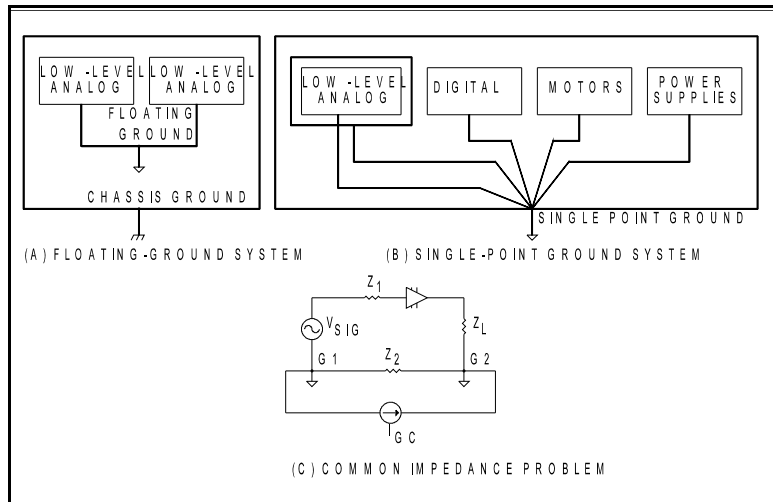 LOW-LEVEL ANALOG
LOW-LEVEL ANALOG
FLOATING GROUND
CHASSIS GROUND
(A) FLOATING-GROUND SYSTEM
LOW-LEVEL ANALOG
DIGITAL
MOTORS
POWER SUPPLIES
SINGLE POINT GROUND
(B) SINGLE-POINT GROUND SYSTEM
Z1
VSIG
ZL
G1
Z2
G2
IGC
(C) COMMON IMPEDANCE PROBLEM